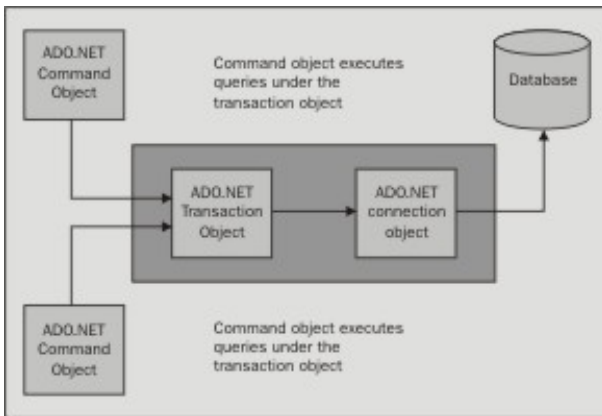 ADO.NET
Command
Object
Command object executes
queries under the
transaction object
Database
ADO.NET
Transaction
Object
ADO.NET
connection
object
ADO.NET
Command
Object
Command object executes
queries under the
transaction object